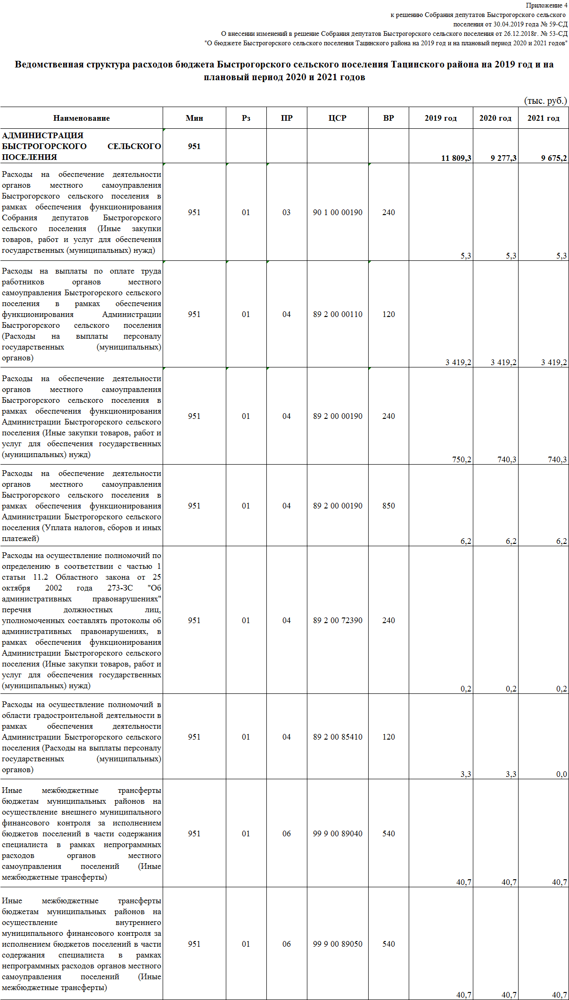 Приложение 4
к решению Собрания депутатов Быстрогорского сельского
поселения от 30.04.2019 года № 59-СД
О внесении изменений в решение Собрания депутатов Быстрогорского сельского поселения от 26.12.2018г. № 53-СД
"О бюджете Быстрогорского сельского поселения Тацинского района на 2019 год и на плановый период 2020 и 2021 годов"
Ведомственная структура расходов бюджета Быстрогорского сельского поселения Тацинского района на 2019 год и на
плановый период 2020 и 2021 годов
(тыс. руб.)
Наименование Мин Рз ПР ЦСР ВР 2019 год 2020 год 2021 год
АДМИНИСТРАЦИЯ
БЫСТРОГОРСКОГО СЕЛЬСКОГО
ПОСЕЛЕНИЯ
951
11 809,3 9 277,3 9 675,2
Расходы на обеспечение деятельности
органов местного самоуправления
Быстрогорского сельского поселения в
рамках обеспечения функционирования
Собрания депутатов Быстрогорского
сельского поселения (Иные закупки
товаров, работ и услуг для обеспечения
государственных (муниципальных) нужд)
951 01 03 90 1 00 00190 240
5,3 5,3 5,3
Расходы на выплаты по оплате труда
работников органов местного
самоуправления Быстрогорского сельского
поселения в рамках обеспечения
функционирования Администрации
Быстрогорского сельского поселения
(Расходы на выплаты персоналу
государственных (муниципальных)
органов)
951 01 04 89 2 00 00110 120
3 419,2 3 419,2 3 419,2
Расходы на обеспечение деятельности
органов местного самоуправления
Быстрогорского сельского поселения в
рамках обеспечения функционирования
Администрации Быстрогорского сельского
поселения (Иные закупки товаров, работ и
услуг для обеспечения государственных
(муниципальных) нужд)
951 01 04 89 2 00 00190 240
750,2 740,3 740,3
Расходы на обеспечение деятельности
органов местного самоуправления
Быстрогорского сельского поселения в
рамках обеспечения функционирования
Администрации Быстрогорского сельского
поселения (Уплата налогов, сборов и иных
платежей)
951 01 04 89 2 00 00190 850
6,2 6,2 6,2
Расходы на осуществление полномочий по
определению в соответствии с частью 1
статьи 11.2 Областного закона от 25
октября 2002 года 273-ЗС "Об
административных правонарушениях"
перечня должностных лиц,
уполномоченных составлять протоколы об
административных правонарушениях, в
рамках обеспечения функционирования
Администрации Быстрогорского сельского
поселения (Иные закупки товаров, работ и
услуг для обеспечения государственных
(муниципальных) нужд)
951 01 04 89 2 00 72390 240
0,2 0,2 0,2
Расходы на осуществление полномочий в
области градостроительной деятельности в
рамках обеспечения деятельности
Администрации Быстрогорского сельского
поселения (Расходы на выплаты персоналу
государственных (муниципальных)
органов)
951 01 04 89 2 00 85410 120
3,3 3,3 0,0
Иные межбюджетные трансферты
бюджетам муниципальных районов на
осуществление внешнего муниципального
финансового контроля за исполнением
бюджетов поселений в части содержания
специалиста в рамках непрограммных
расходов органов местного
самоуправления поселений (Иные
межбюджетные трансферты)
951 01 06 99 9 00 89040 540
40,7 40,7 40,7
Иные межбюджетные трансферты
бюджетам муниципальных районов на
осуществление внутреннего
муниципального финансового контроля за
исполнением бюджетов поселений в части
содержания специалиста в рамках
непрограммных расходов органов местного
самоуправления поселений (Иные
межбюджетные трансферты)
951 01 06 99 9 00 89050 540
40,7 40,7 40,7